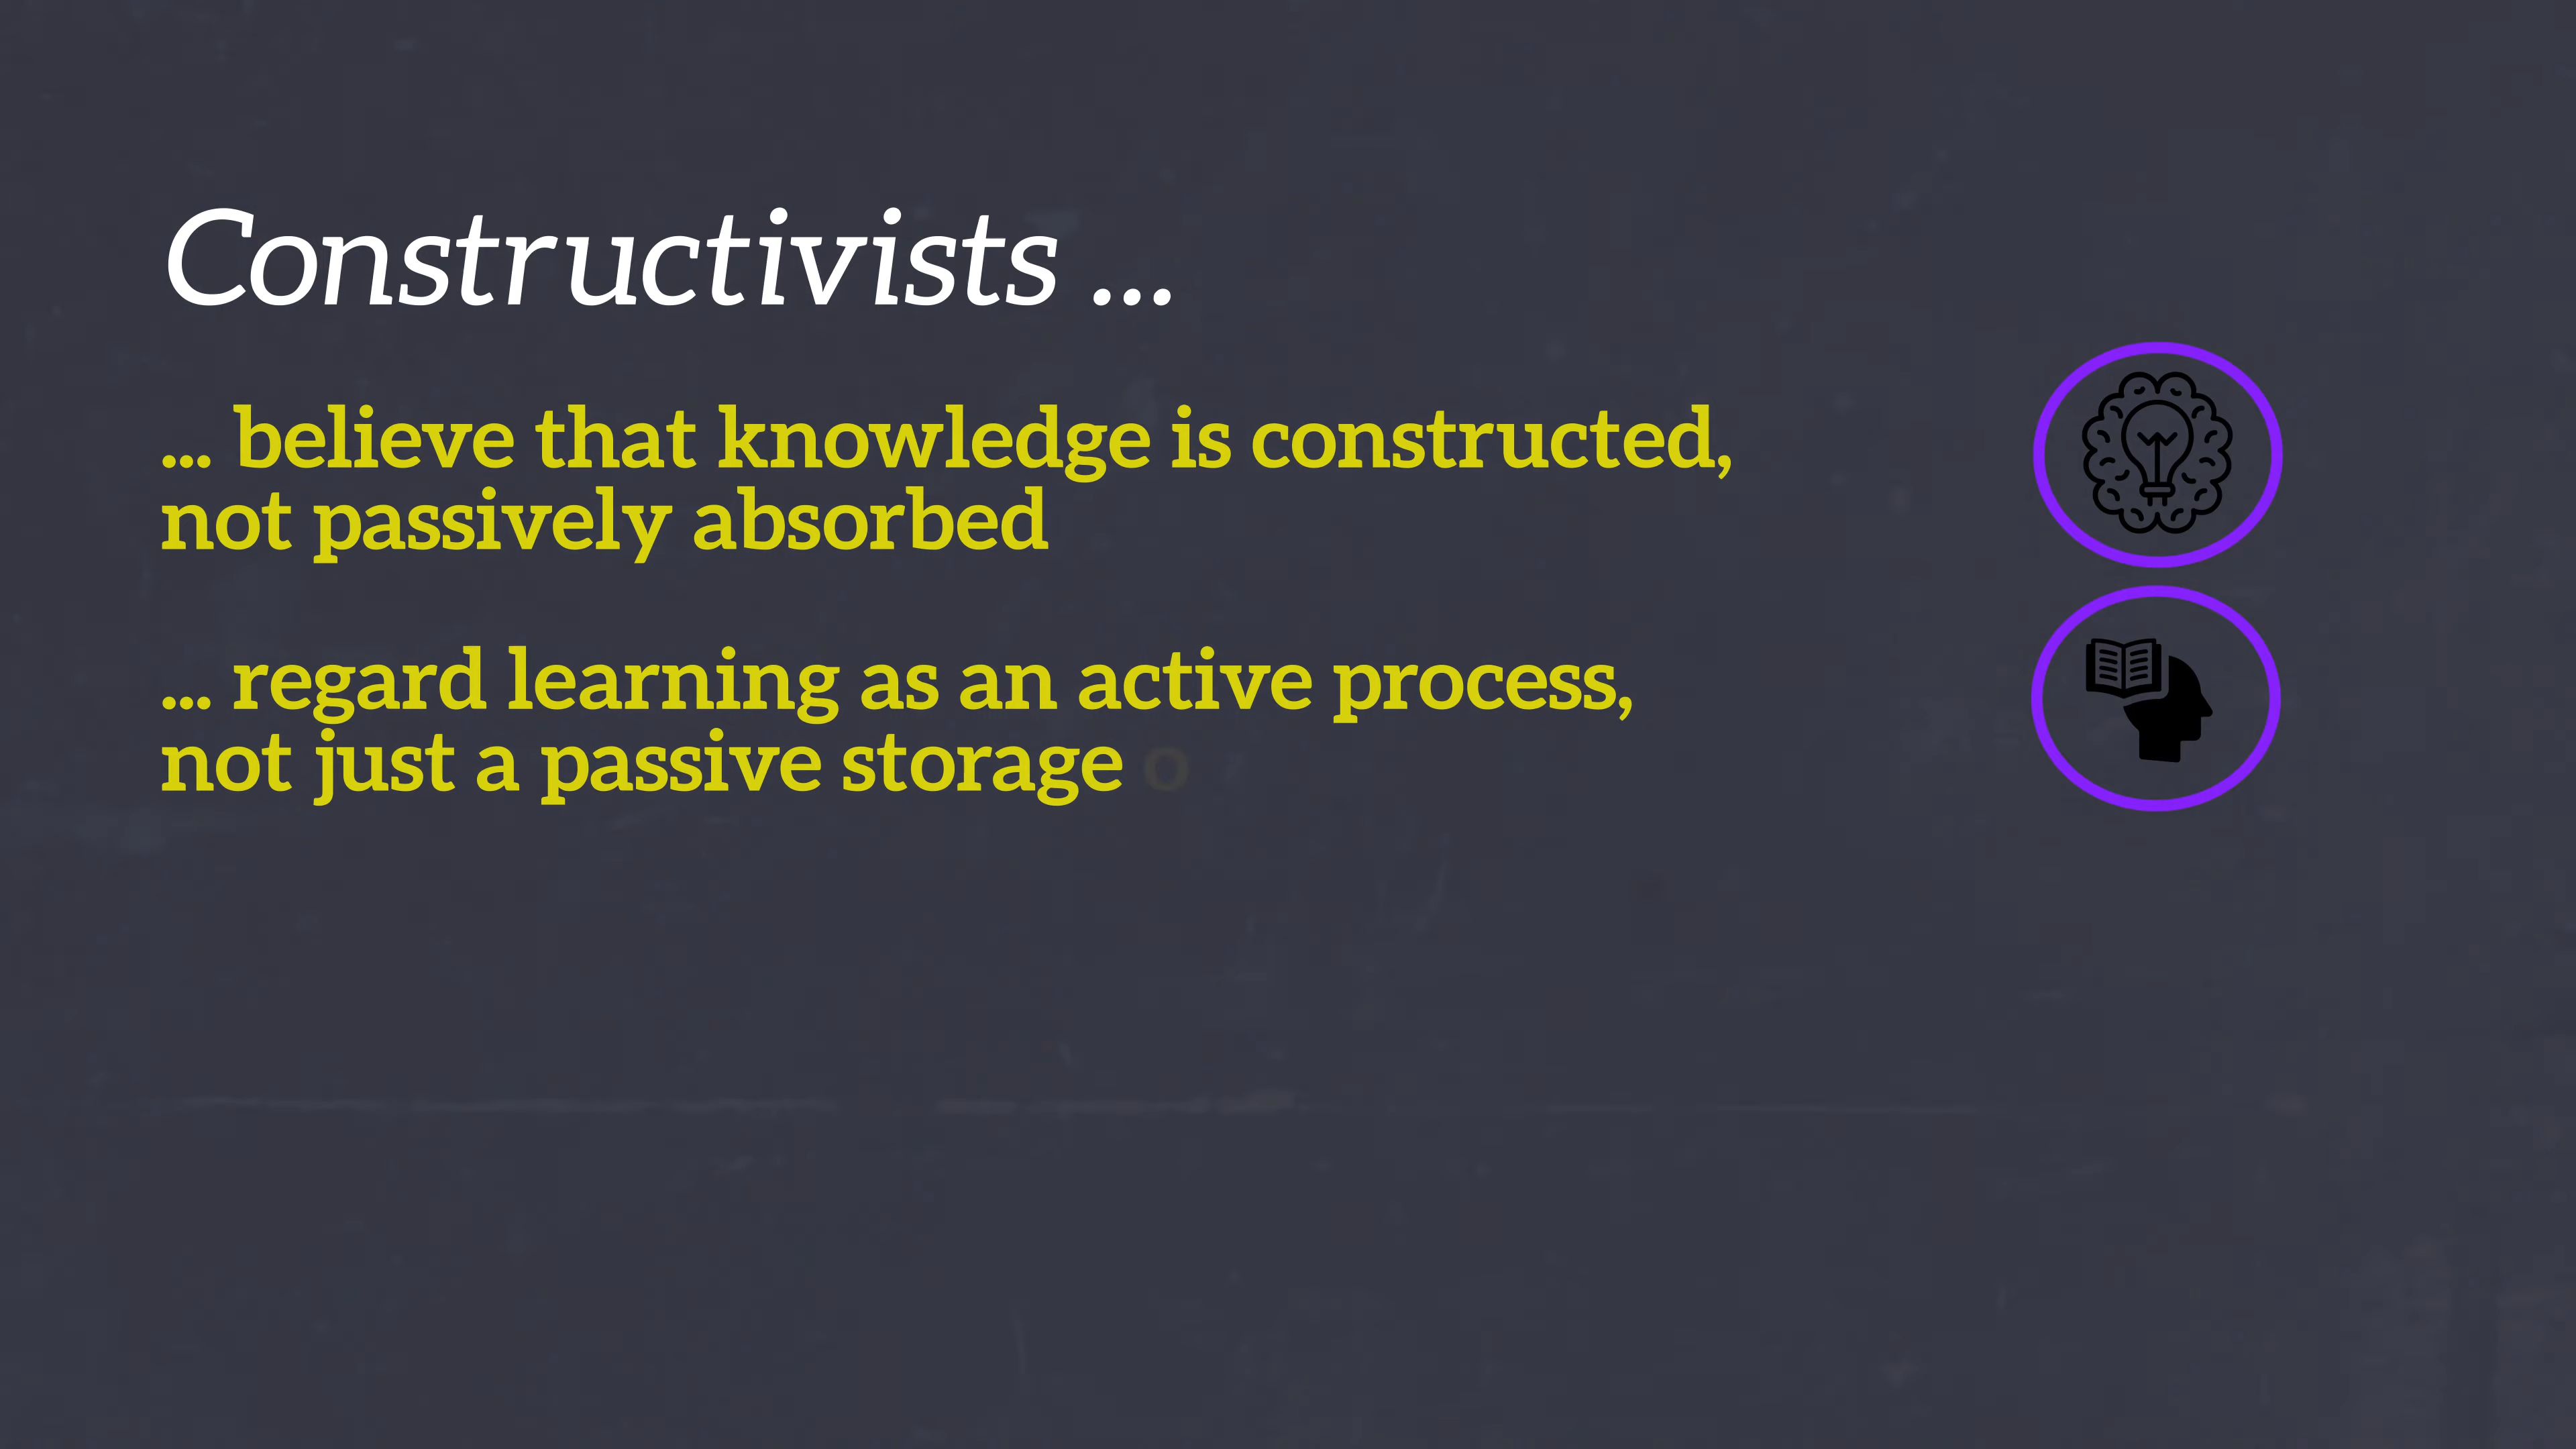 Constructivists ...
... believe that knowledge is constructed,
not passively absorbed
... regard learning as an active process,
not just a passive storage o